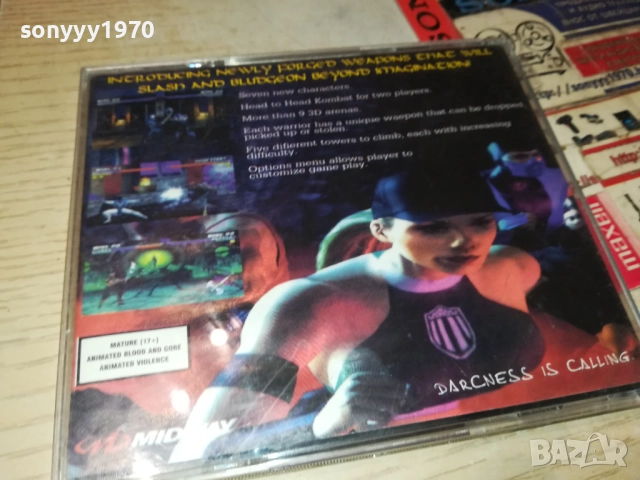 sonyyy1970
INTRODUCING NEWLY FORGED WEAPONS THAT WILL
SLASH AND BLUDGEON BEYOND IMAGINATION!
Seven new characters
Head to Head Kombat for two players.
More than 9 3D arenas.
Each warrior has a unique waepon that can be dropped,
picked up or stolen.
Five difierent towers to climb, each with increasing
difficulty.
Options menu allows player to
customize game play.
MATURE (17+)
ANIMATED BLOOD AND GORE
ANIMATED VIOLENCE
MIDWAY
DARCNESS IS CALLING
maxell
BAZAR
bg